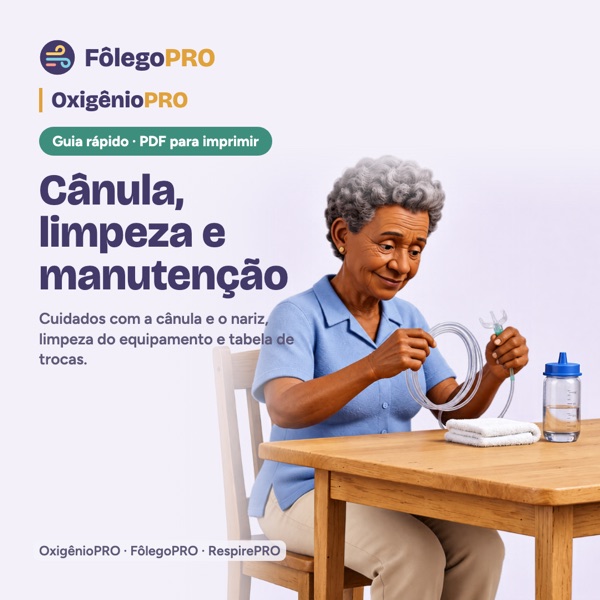 FôlegoPRO
OxigênioPRO
Guia rápido · PDF para imprimir
Cânula,
limpeza e
manutenção
Cuidados com a cânula e o nariz,
limpeza do equipamento e tabela de
trocas.
OxigênioPRO · FôlegoPRO · RespirePRO